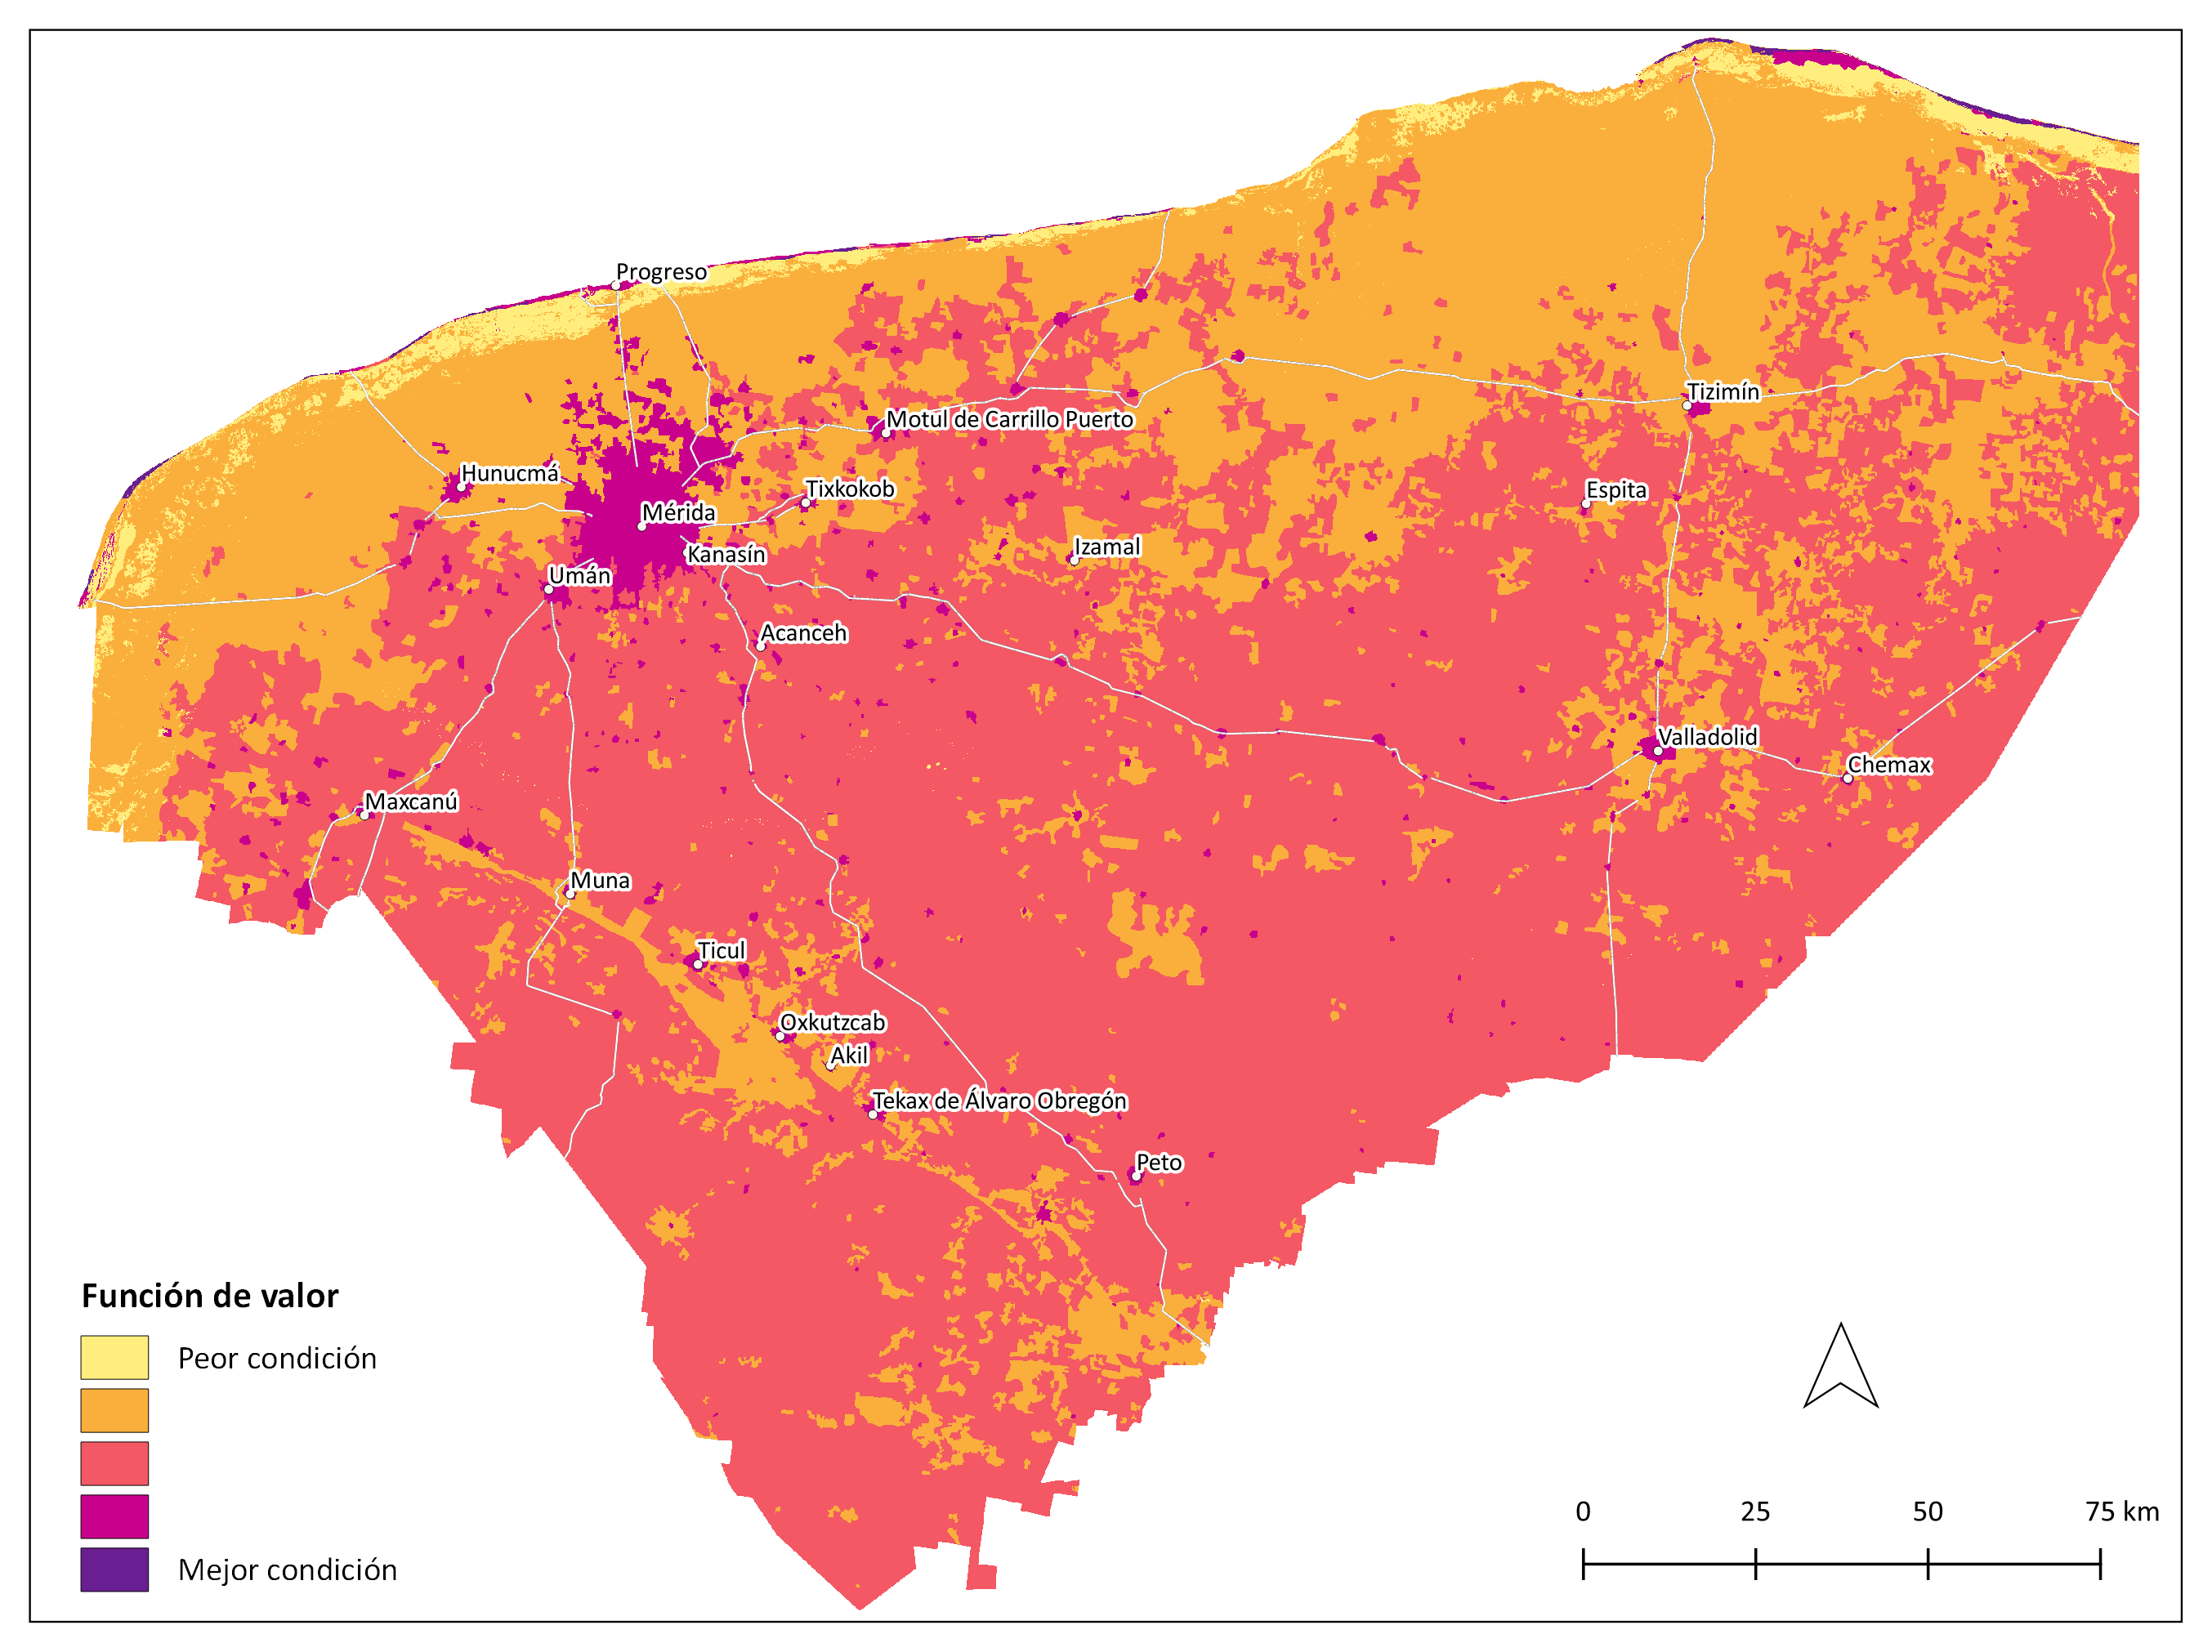 Progreso
Tizimín
Motul de Carrillo Puerto
Hunucmá
Tixkokob
Espita
Mérida
Izamal
Kanasín
Umán
Acanceh
Valladolid
Chemax
Maxcanú
Muna
Ticul
Oxkutzcab
Akil
Tekax de Álvaro Obregón
Peto
Función de valor
Peor condición
Mejor condición
0 25 50 75 km